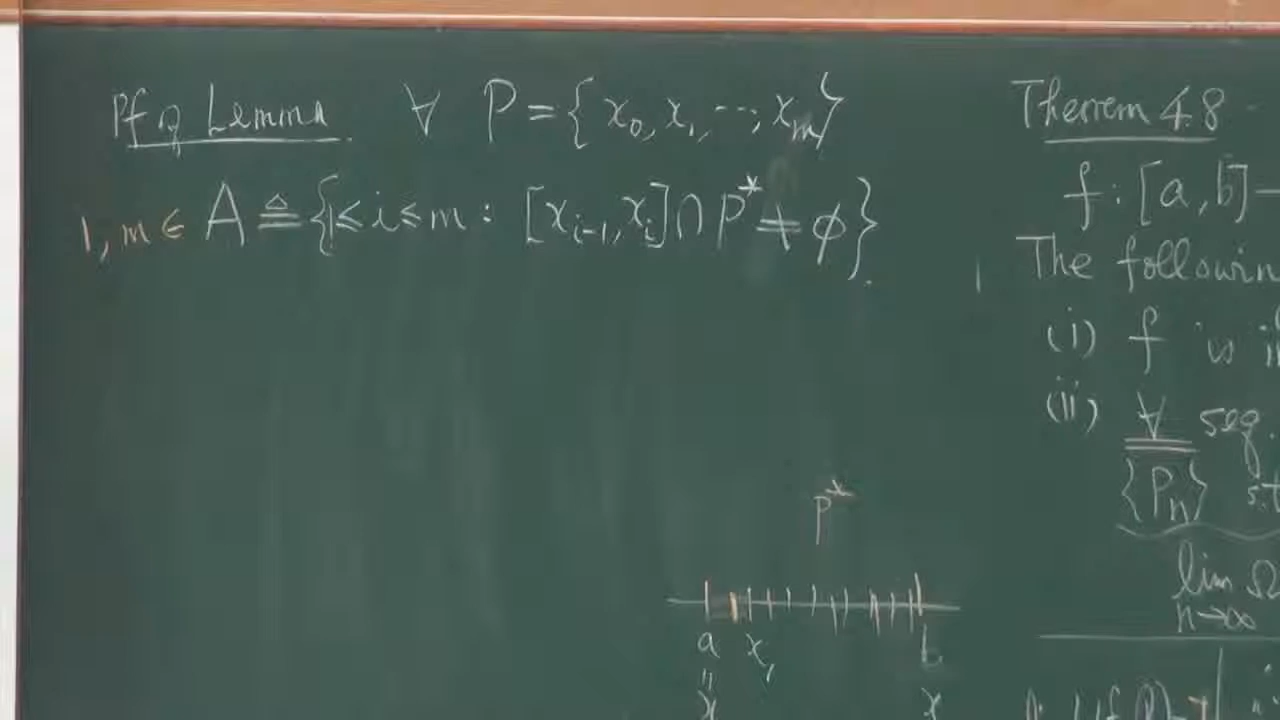 Pf of Lemma ∀ P = {x₀, x₁, ..., xₘ}
1, m ∈ A ≜ {1 ≤ i ≤ m : [xᵢ₋₁, xᵢ] ∩ P* ≠ ϕ}.
P*
a x₁ b
"
x x
Theorem 4.8
f : [a, b] –
The followin
(i) f is i
(ii) ∀ seq.
{Pₙ} s.t
lim Ω
n→∞